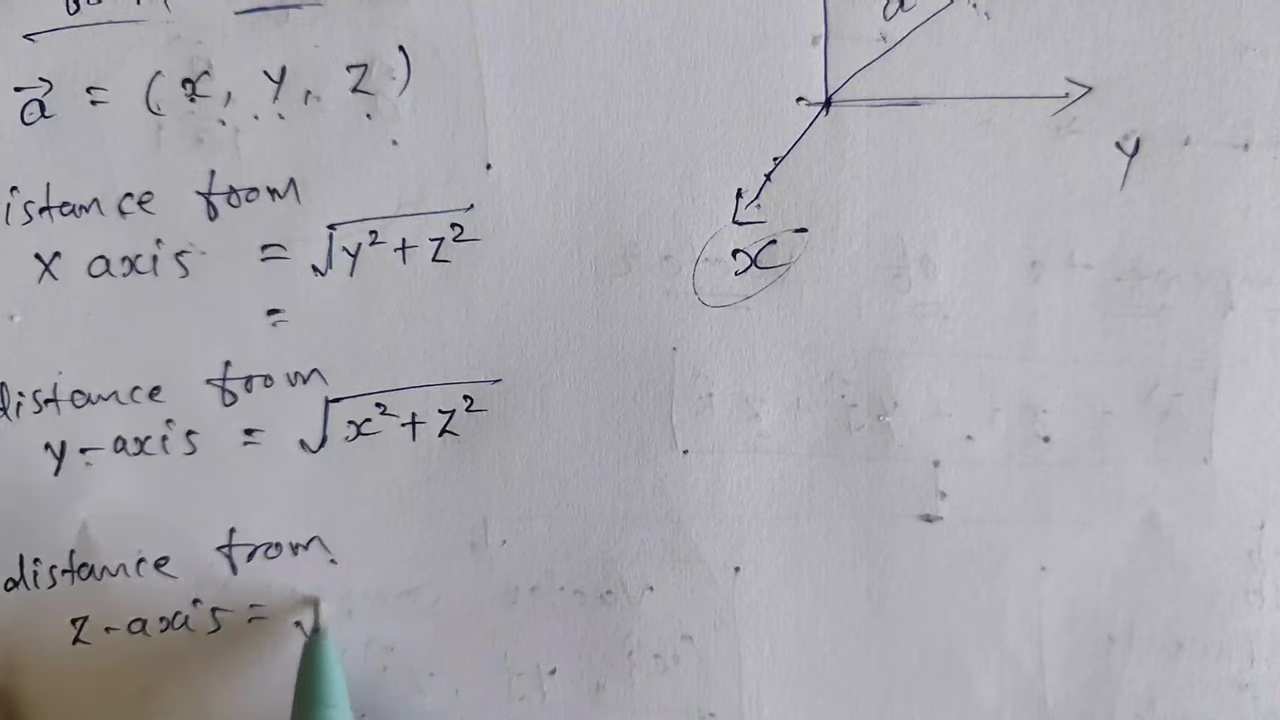 a⃗ = (x, y, z)
istance from
x axis = √y²+z²
=
distance from
y-axis = √x²+z²
distance from
z-axis = √
a
y
x